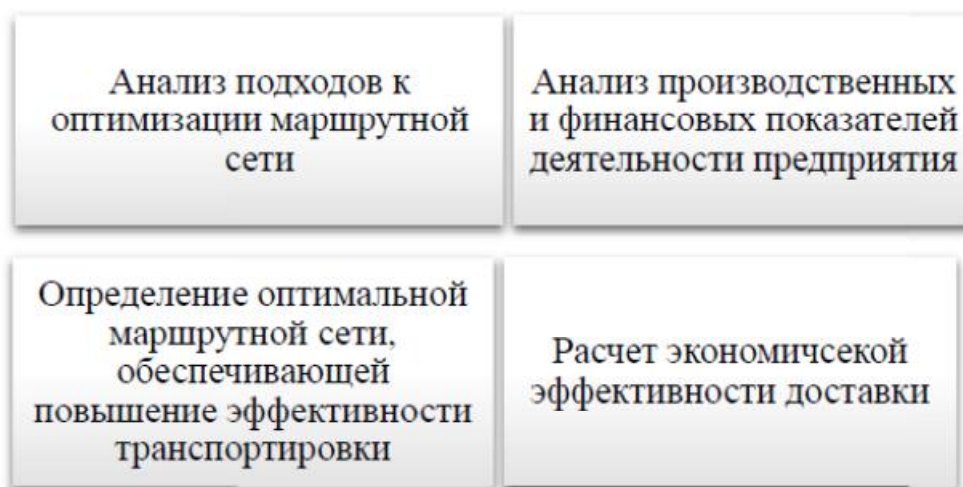 Анализ подходов к
оптимизации маршрутной
сети
Анализ производственных
и финансовых показателей
деятельности предприятия
Определение оптимальной
маршрутной сети,
обеспечивающей
повышение эффективности
транспортировки
Расчет экономичсекой
эффективности доставки